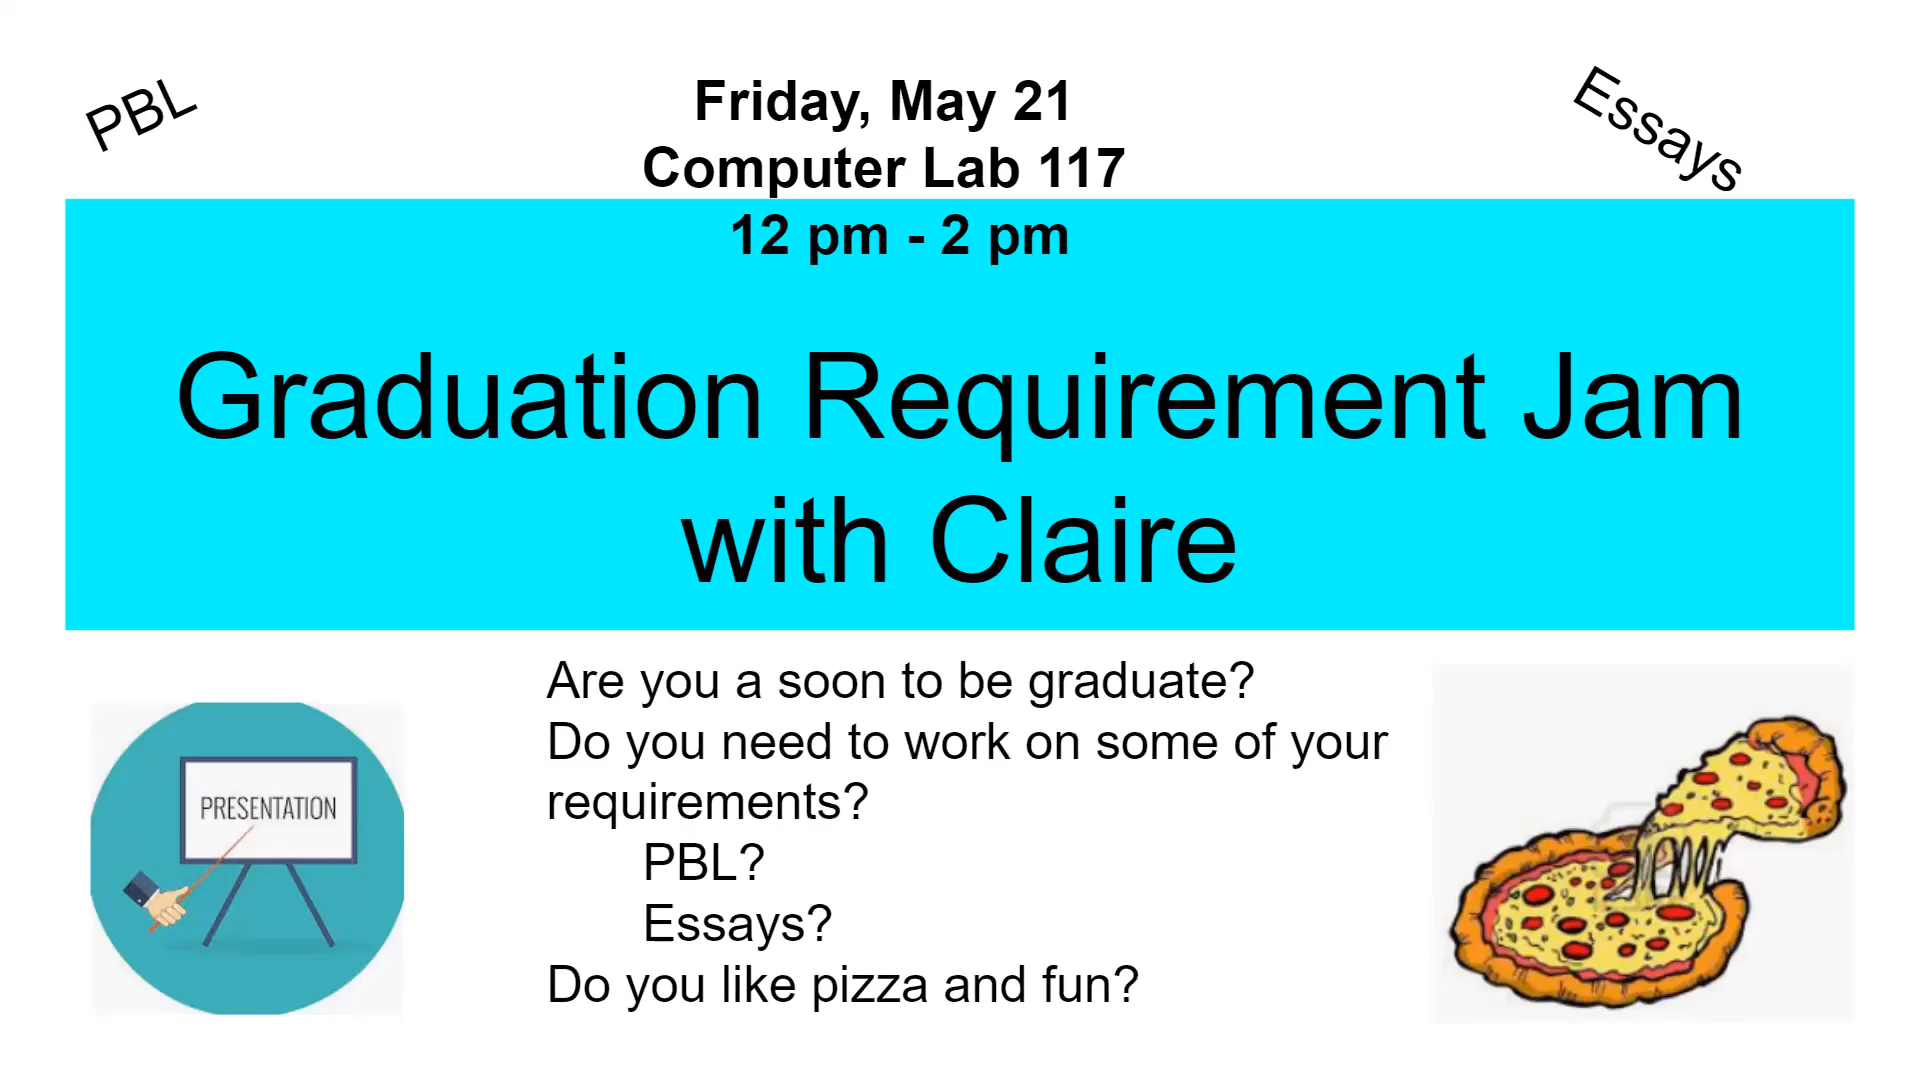 PBL
Friday, May 21
Computer Lab 117
12 pm - 2 pm
Essays
Graduation Requirement Jam
with Claire
PRESENTATION
Are you a soon to be graduate?
Do you need to work on some of your
requirements?
PBL?
Essays?
Do you like pizza and fun?